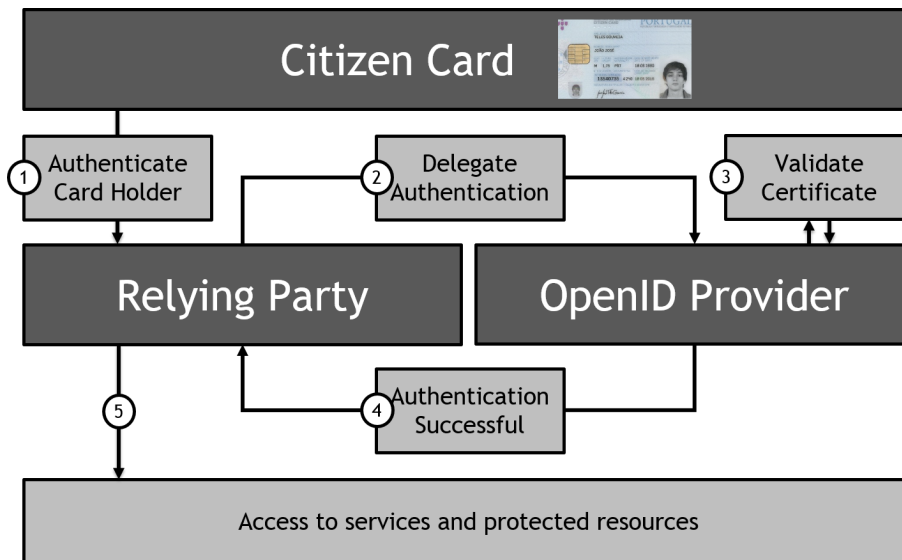 Citizen Card
PORTUGAL
1
Authenticate
Card Holder
2
Delegate
Authentication
3
Validate
Certificate
Relying Party
OpenID Provider
4
Authentication
Successful
5
Access to services and protected resources